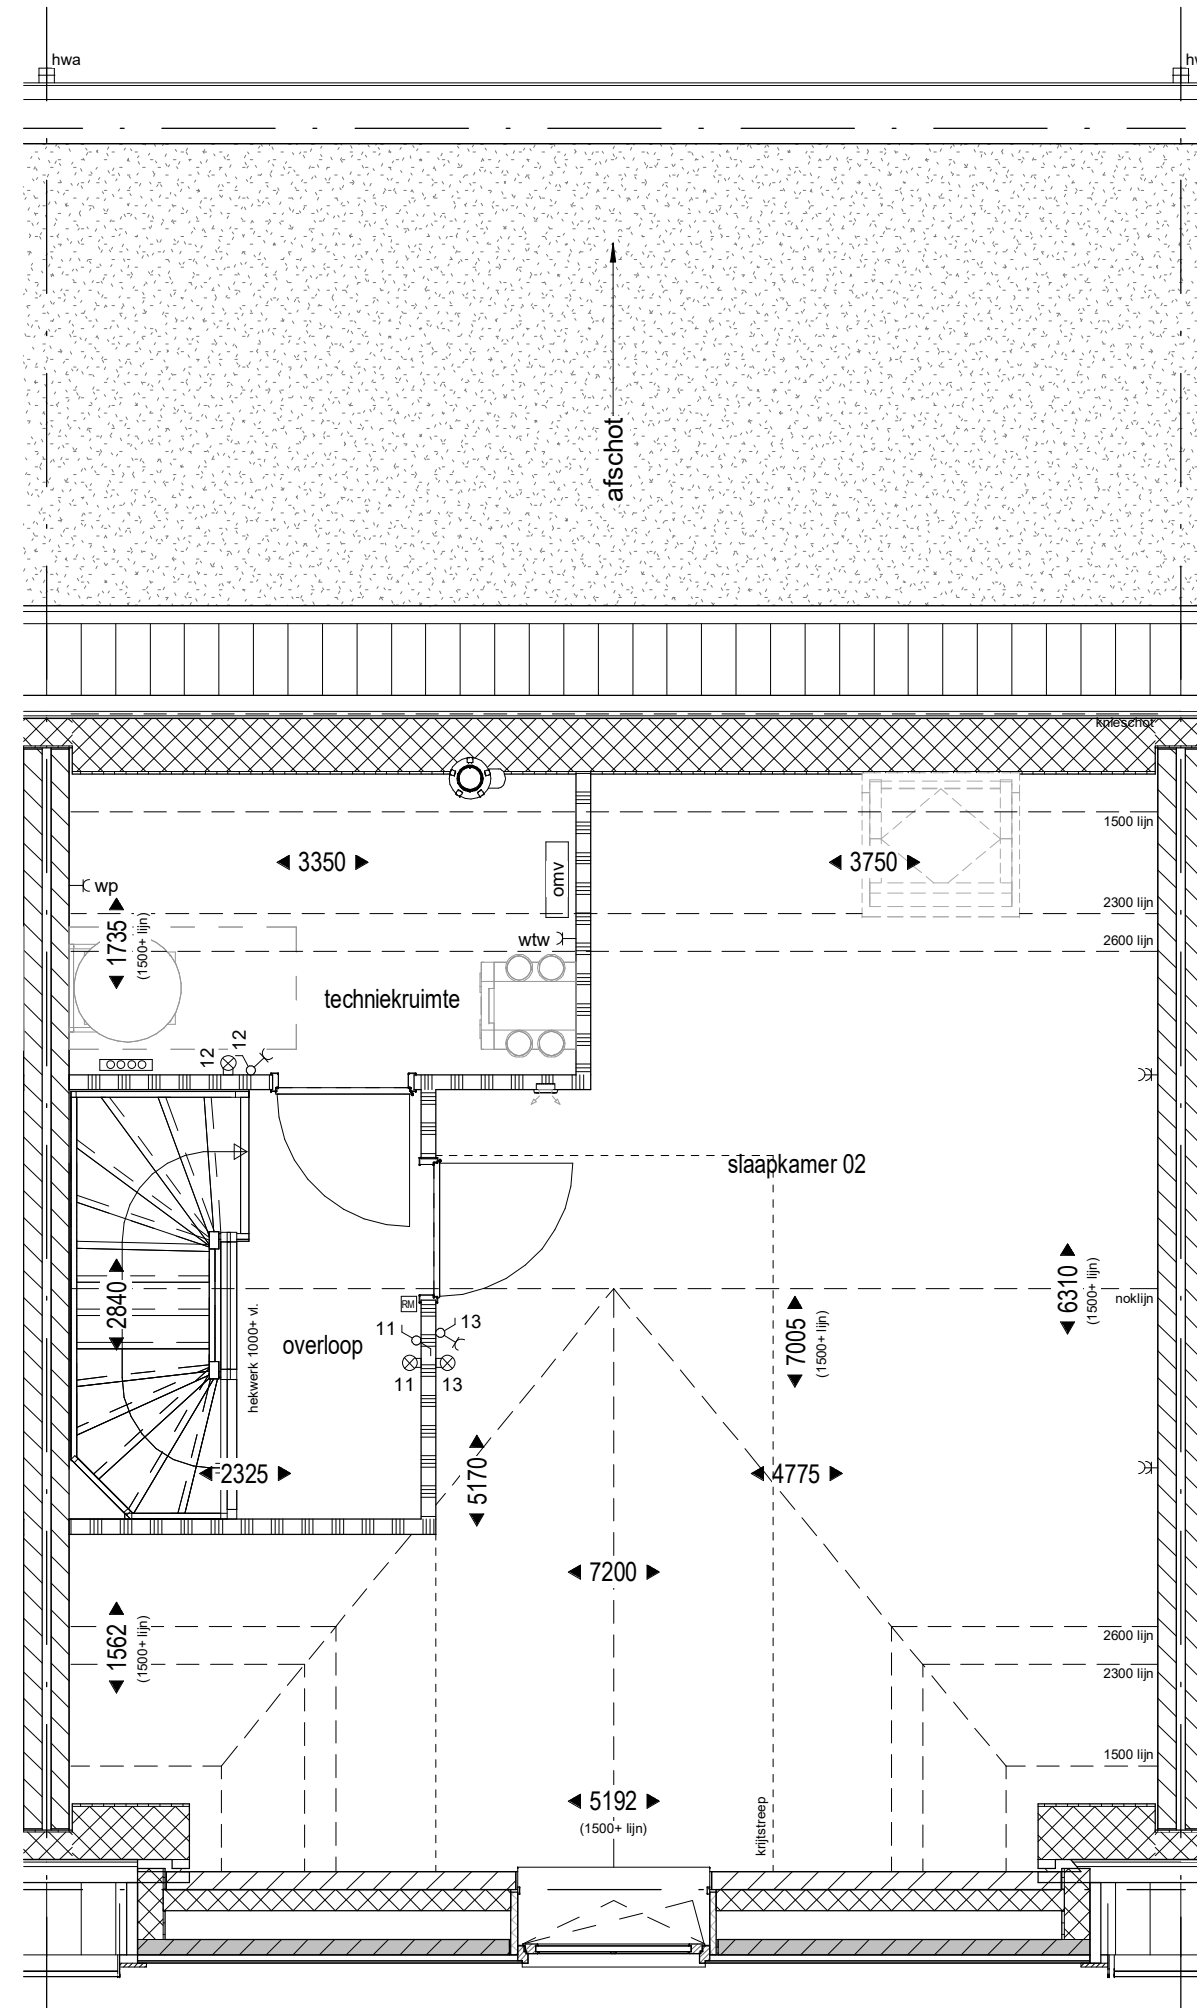 hwa
hw
afschot
knieschot
1500 lijn
3350
3750
omv
wp
2300 lijn
1735
(1500+ lijn)
wtw
2600 lijn
techniekruimte
12
12
slaapkamer 02
2840
6310
(1500+ lijn)
noklijn
RM
hekwerk 1000+ vl.
overloop
11
13
7005
(1500+ lijn)
11
13
2325
5170
4775
7200
1562
(1500+ lijn)
2600 lijn
2300 lijn
1500 lijn
5192
(1500+ lijn)
krijtstreep